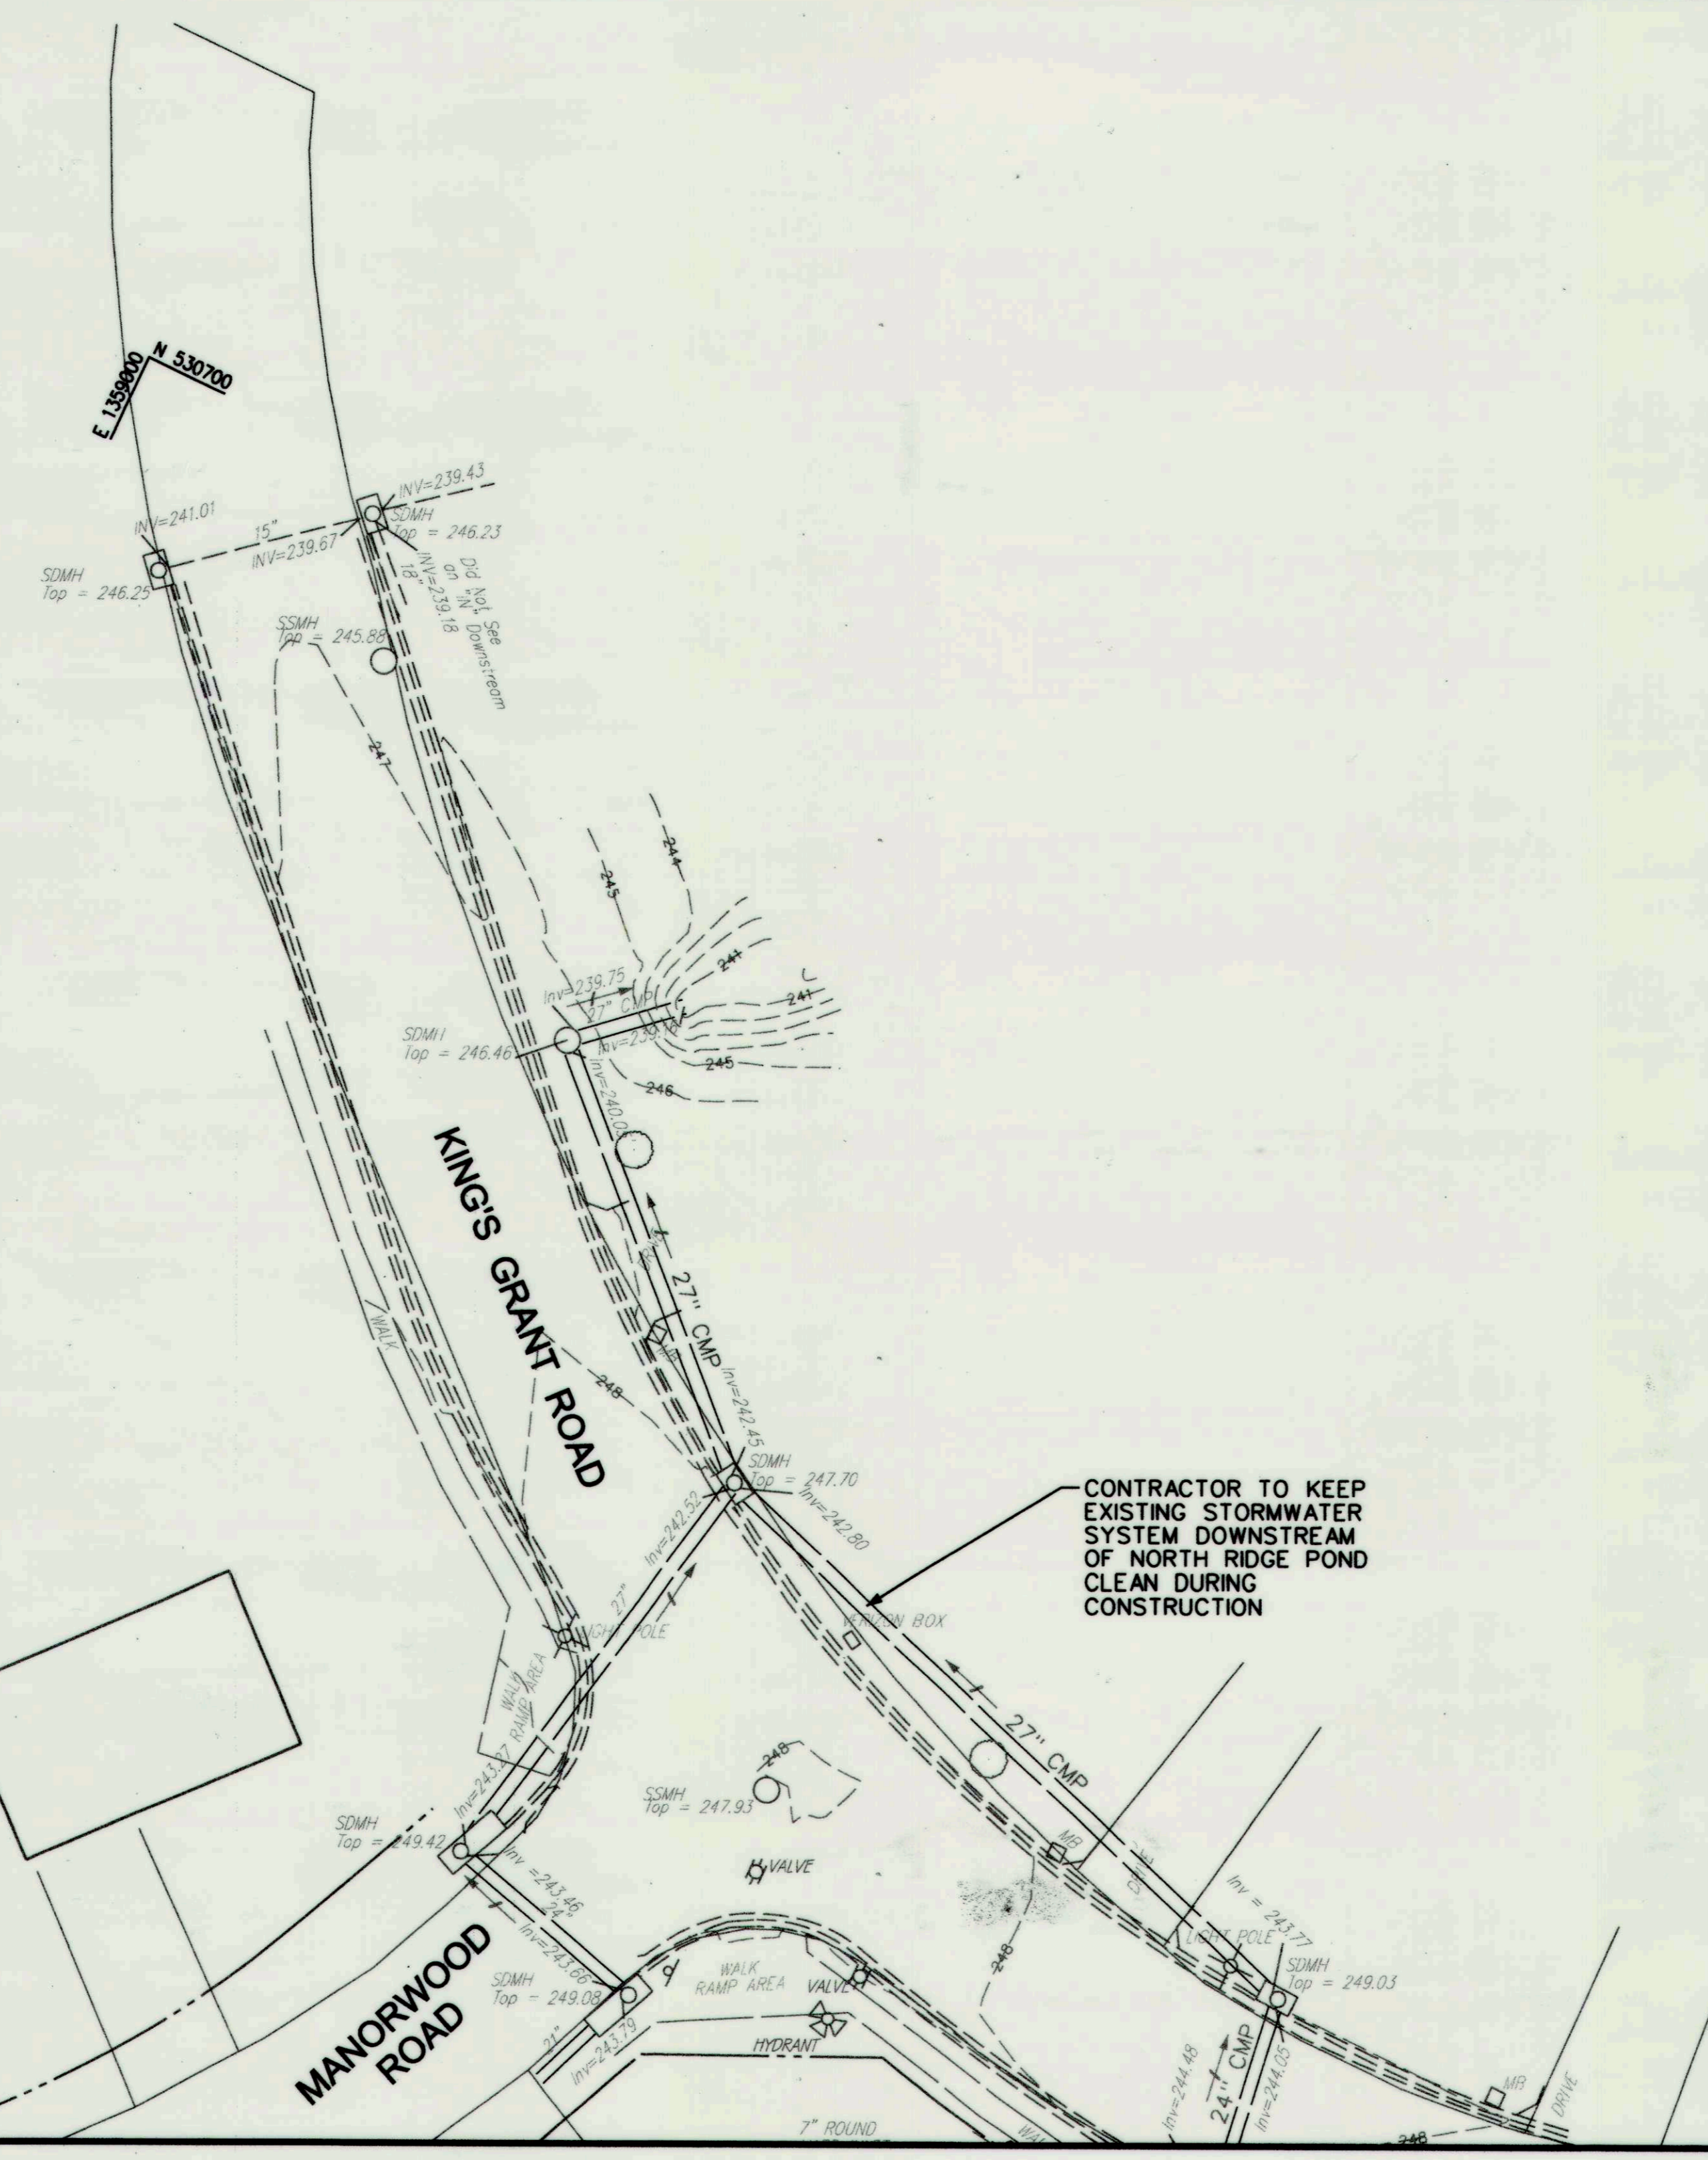 N 530700
E 1359000
INV=239.43
INV=241.01
15"
SDMH
Top = 246.23
INV=239.67
SDMH
Top = 246.25
18"
INV=239.18
Did Not See
an "IN" Downstream
SSMH
Top = 245.88
247
244
245
241
241
Inv=239.75
27" CMP
SDMH
Top = 246.46
245
246
KING'S GRANT ROAD
WALK
27" CMP
248
Inv=242.45
SDMH
Top = 247.70
Inv=242.80
Inv=242.52
CONTRACTOR TO KEEP
EXISTING STORMWATER
SYSTEM DOWNSTREAM
OF NORTH RIDGE POND
CLEAN DURING
CONSTRUCTION
27"
LIGHT POLE
VERIZON BOX
WALK
RAMP AREA
27" CMP
248
SSMH
Top = 247.93
Inv=243.27
SDMH
Top = 249.42
MB
VALVE
DRIVE
Inv =243.46
24"
Inv=243.66
Inv = 243.77
LIGHT POLE
248
SDMH
Top = 249.03
SDMH
Top = 249.08
WALK
RAMP AREA
VALVE
MANORWOOD
ROAD
21"
Inv=243.79
HYDRANT
Inv=244.48
24" CMP
Inv=244.05
MB
DRIVE
7" ROUND
248